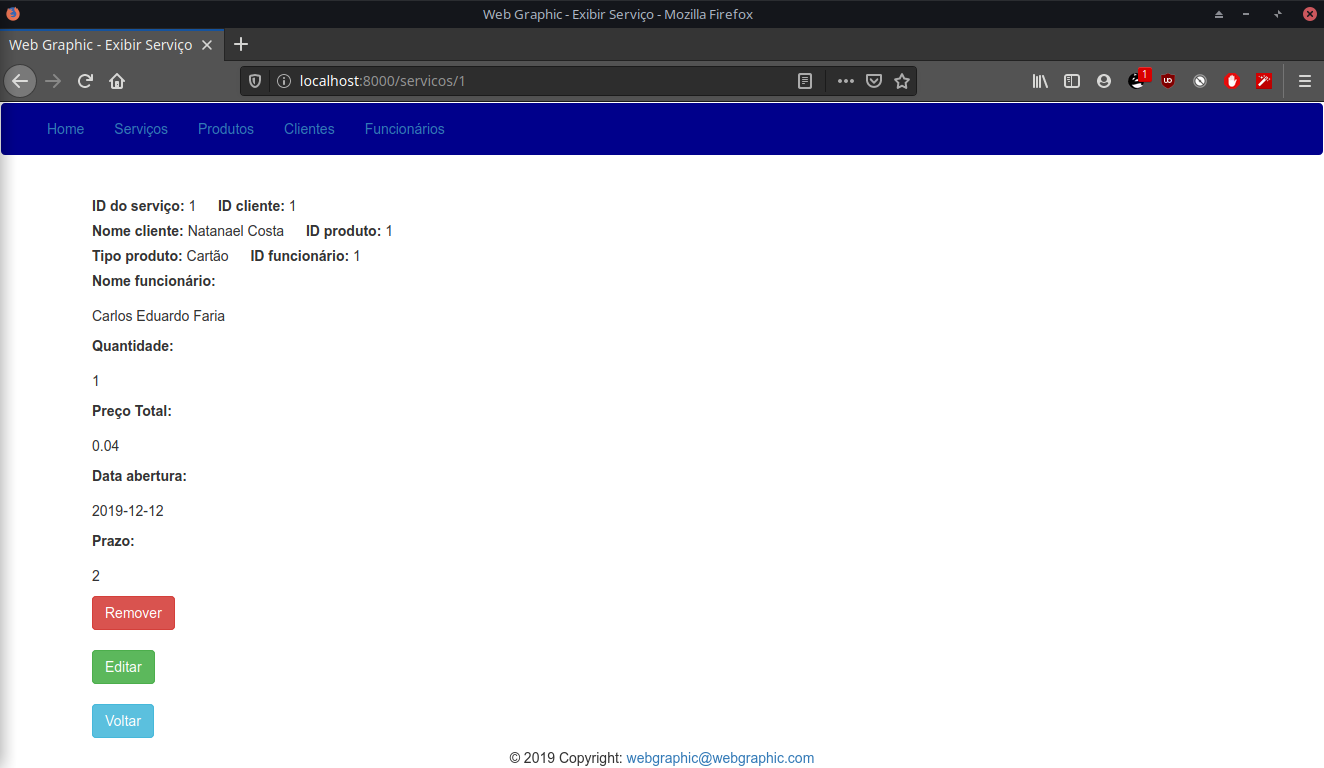 Web Graphic - Exibir Serviço - Mozilla Firefox
Web Graphic - Exibir Serviço
localhost:8000/servicos/1
1
UD
Home Serviços Produtos Clientes Funcionários
ID do serviço: 1 ID cliente: 1
Nome cliente: Natanael Costa ID produto: 1
Tipo produto: Cartão ID funcionário: 1
Nome funcionário:
Carlos Eduardo Faria
Quantidade:
1
Preço Total:
0.04
Data abertura:
2019-12-12
Prazo:
2
Remover
Editar
Voltar
© 2019 Copyright: webgraphic@webgraphic.com